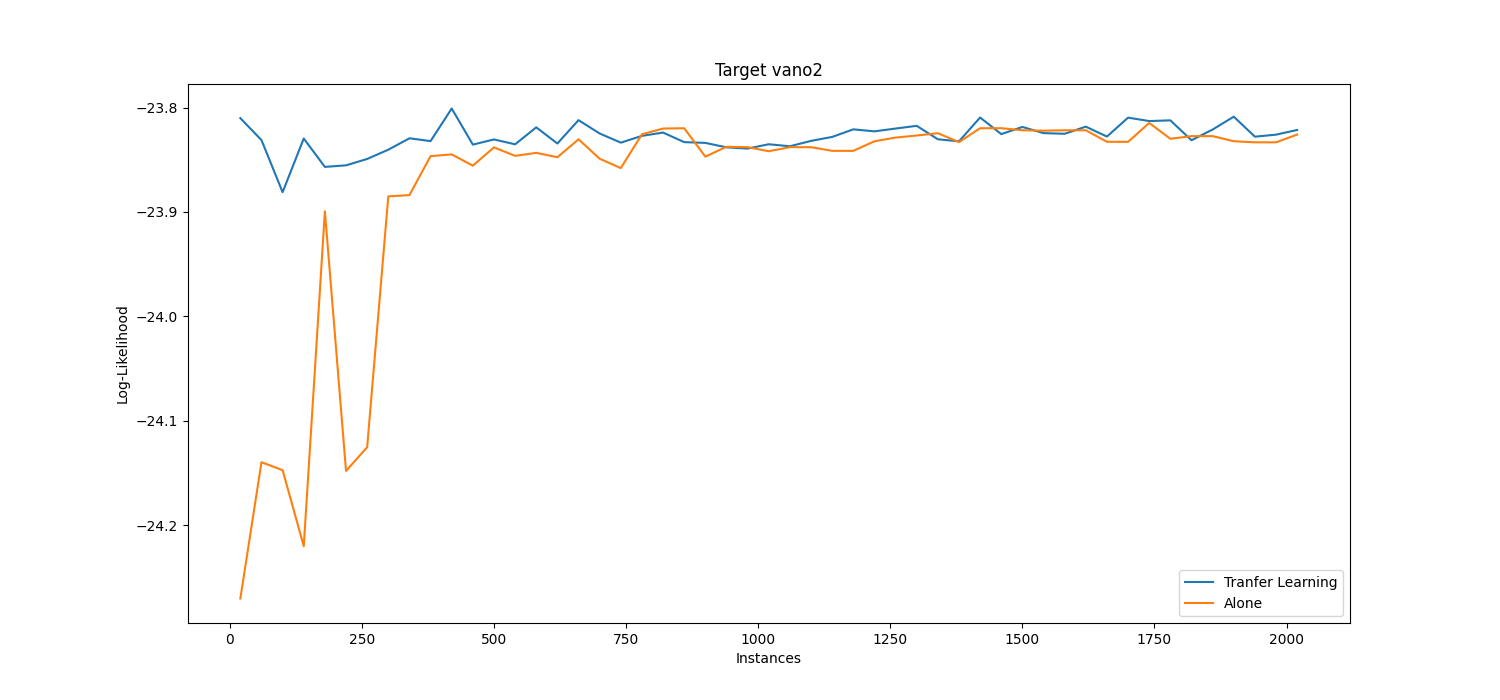 Target vano2
−23.8
−23.9
−24.0
−24.1
−24.2
Log-Likelihood
0
250
500
750
1000
1250
1500
1750
2000
Instances
Tranfer Learning
Alone